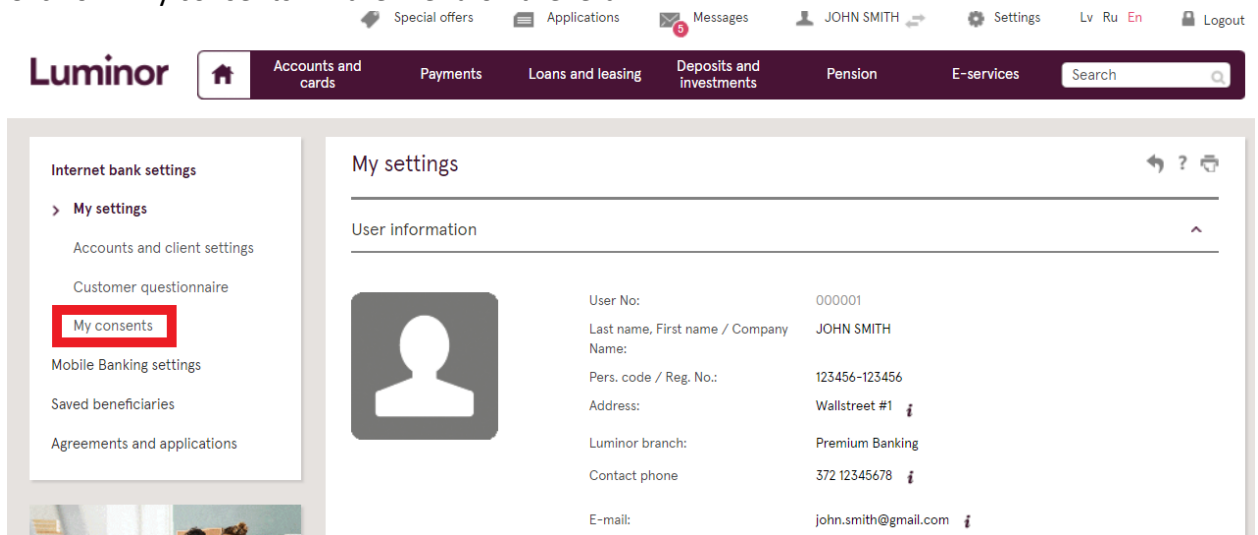 Special offers Applications Messages 5 JOHN SMITH Settings Lv Ru En Logout
Luminor Accounts and cards Payments Loans and leasing Deposits and investments Pension E-services Search
Internet bank settings
My settings
Accounts and client settings
Customer questionnaire
My consents
Mobile Banking settings
Saved beneficiaries
Agreements and applications
My settings ?
User information
User No: 000001
Last name, First name / Company Name: JOHN SMITH
Pers. code / Reg. No.: 123456-123456
Address: Wallstreet #1 i
Luminor branch: Premium Banking
Contact phone 372 12345678 i
E-mail: john.smith@gmail.com i